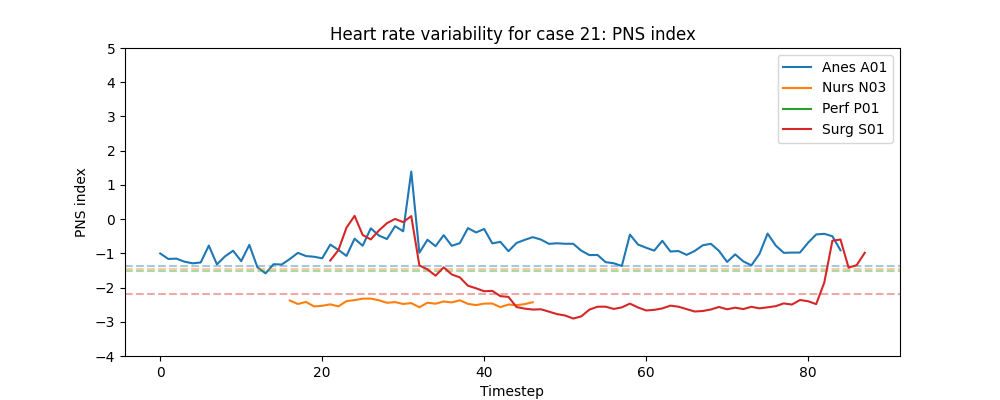 Heart rate variability for case 21: PNS index
5
4
3
2
1
0
−1
−2
−3
−4
PNS index
0 20 40 60 80
Timestep
Anes A01
Nurs N03
Perf P01
Surg S01